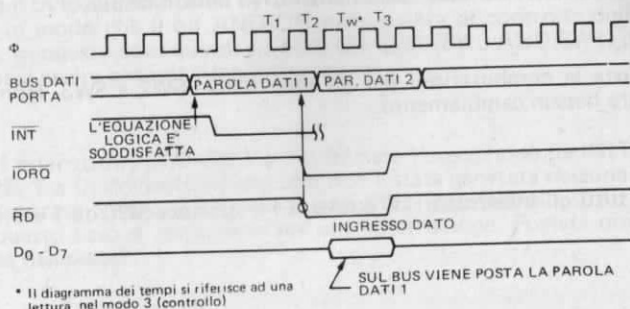 T1 T2 Tw* T3
Φ
BUS DATI
PORTA
PAROLA DATI 1
PAR. DATI 2
INT
L'EQUAZIONE
LOGICA E'
SODDISFATTA
IORQ
RD
INGRESSO DATO
D0 - D7
SUL BUS VIENE POSTA LA PAROLA
DATI 1
* Il diagramma dei tempi si riferisce ad una
lettura nel modo 3 (controllo)